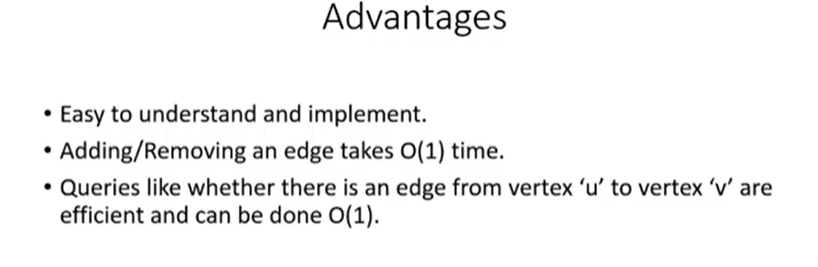 Advantages
• Easy to understand and implement.
• Adding/Removing an edge takes O(1) time.
• Queries like whether there is an edge from vertex ‘u’ to vertex ‘v’ are
efficient and can be done O(1).